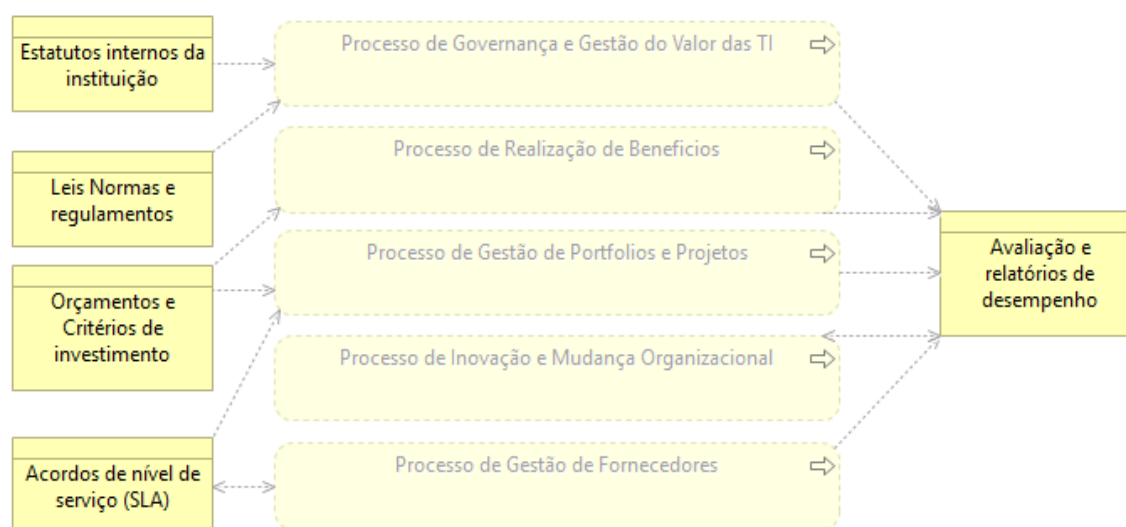 Estatutos internos da
instituição
Processo de Governança e Gestão do Valor das TI
Processo de Realização de Beneficios
Leis Normas e
regulamentos
Processo de Gestão de Portfolios e Projetos
Avaliação e
relatórios de
desempenho
Orçamentos e
Critérios de
investimento
Processo de Inovação e Mudança Organizacional
Acordos de nível de
serviço (SLA)
Processo de Gestão de Fornecedores